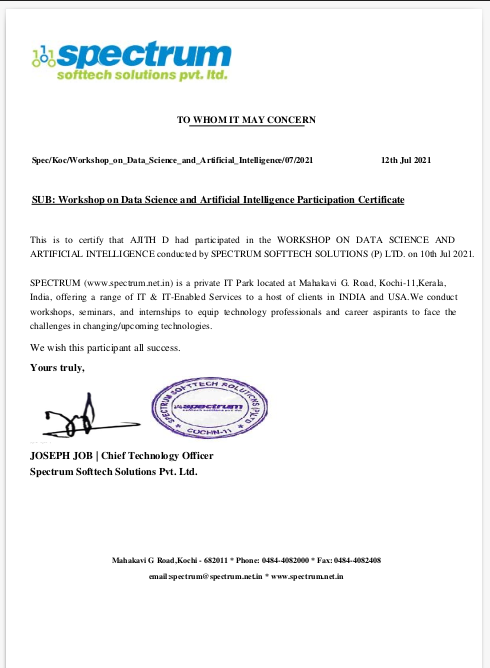 spectrum
softtech solutions pvt. ltd.
TO WHOM IT MAY CONCERN
Spec/Koc/Workshop_on_Data_Science_and_Artificial_Intelligence/07/2021 12th Jul 2021
SUB: Workshop on Data Science and Artificial Intelligence Participation Certificate
This is to certify that AJITH D had participated in the WORKSHOP ON DATA SCIENCE AND
ARTIFICIAL INTELLIGENCE conducted by SPECTRUM SOFTTECH SOLUTIONS (P) LTD. on 10th Jul 2021.
SPECTRUM (www.spectrum.net.in) is a private IT Park located at Mahakavi G. Road, Kochi-11,Kerala,
India, offering a range of IT & IT-Enabled Services to a host of clients in INDIA and USA.We conduct
workshops, seminars, and internships to equip technology professionals and career aspirants to face the
challenges in changing/upcoming technologies.
We wish this participant all success.
Yours truly,
SPECTRUM SOFTTECH SOLUTIONS (P) LTD
spectrum
COCHIN-11
JOSEPH JOB | Chief Technology Officer
Spectrum Softtech Solutions Pvt. Ltd.
Mahakavi G Road,Kochi - 682011 * Phone: 0484-4082000 * Fax: 0484-4082408
email:spectrum@spectrum.net.in * www.spectrum.net.in